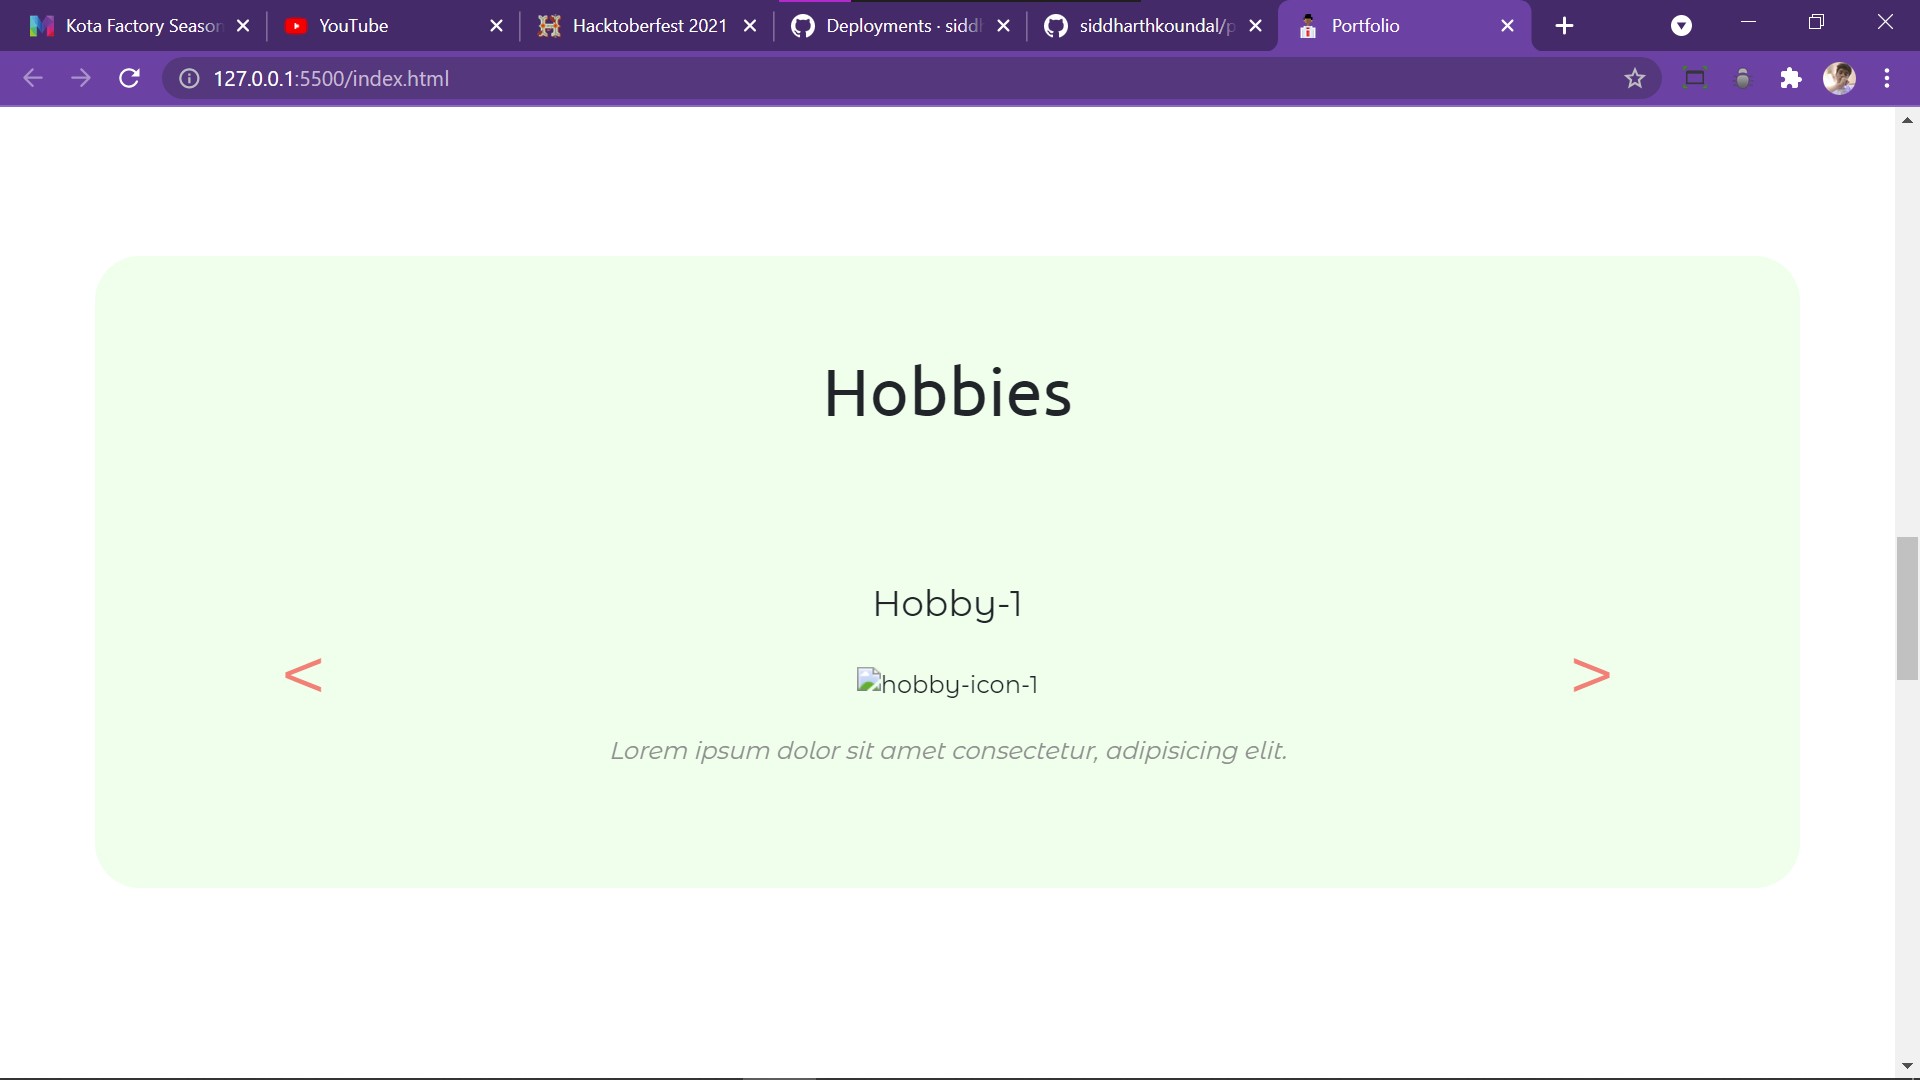 Kota Factory Season
YouTube
Hacktoberfest 2021
Deployments · sidd
siddharthkoundal/p
Portfolio
127.0.0.1:5500/index.html
Hobbies
Hobby-1
<
hobby-icon-1
>
Lorem ipsum dolor sit amet consectetur, adipisicing elit.